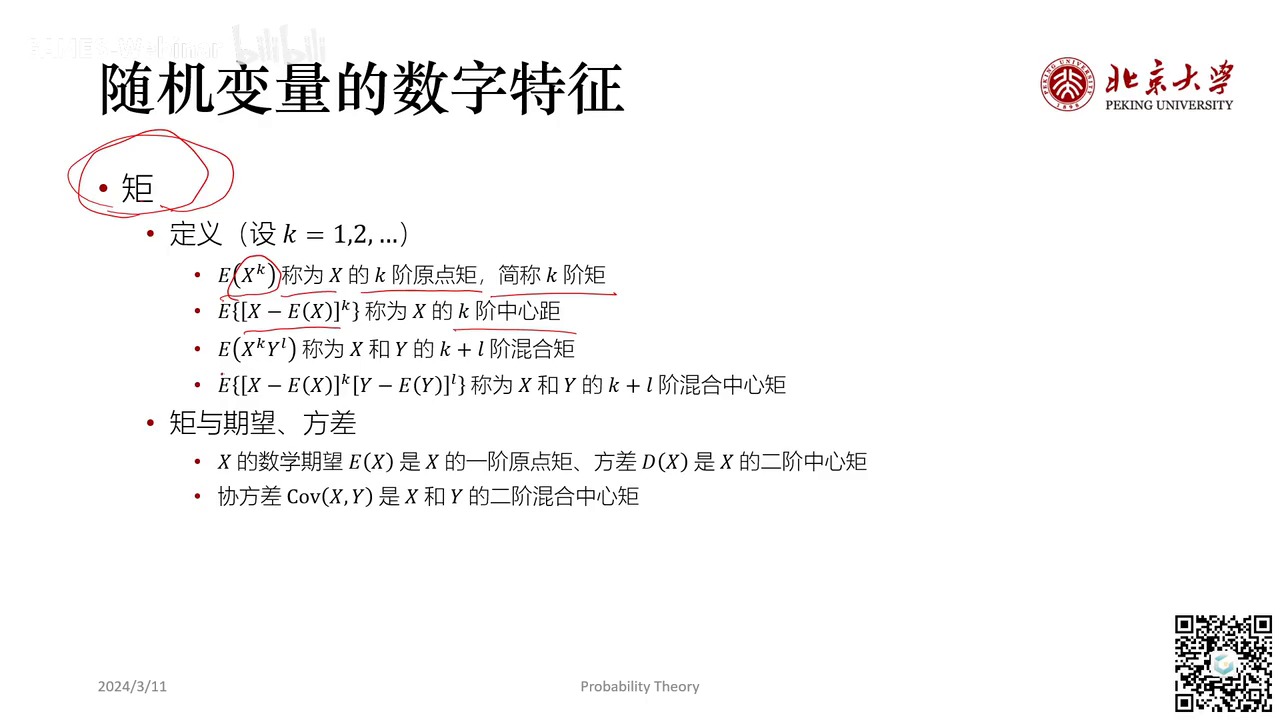 bilibili
随机变量的数字特征
北京大学
PEKING UNIVERSITY
• 矩
• 定义（设 k = 1,2, …）
• E(X^k) 称为 X 的 k 阶原点矩，简称 k 阶矩
• E{[X − E(X)]^k} 称为 X 的 k 阶中心距
• E(X^k Y^l) 称为 X 和 Y 的 k + l 阶混合矩
• E{[X − E(X)]^k [Y − E(Y)]^l} 称为 X 和 Y 的 k + l 阶混合中心矩
• 矩与期望、方差
• X 的数学期望 E(X) 是 X 的一阶原点矩、方差 D(X) 是 X 的二阶中心矩
• 协方差 Cov(X, Y) 是 X 和 Y 的二阶混合中心矩
2024/3/11
Probability Theory